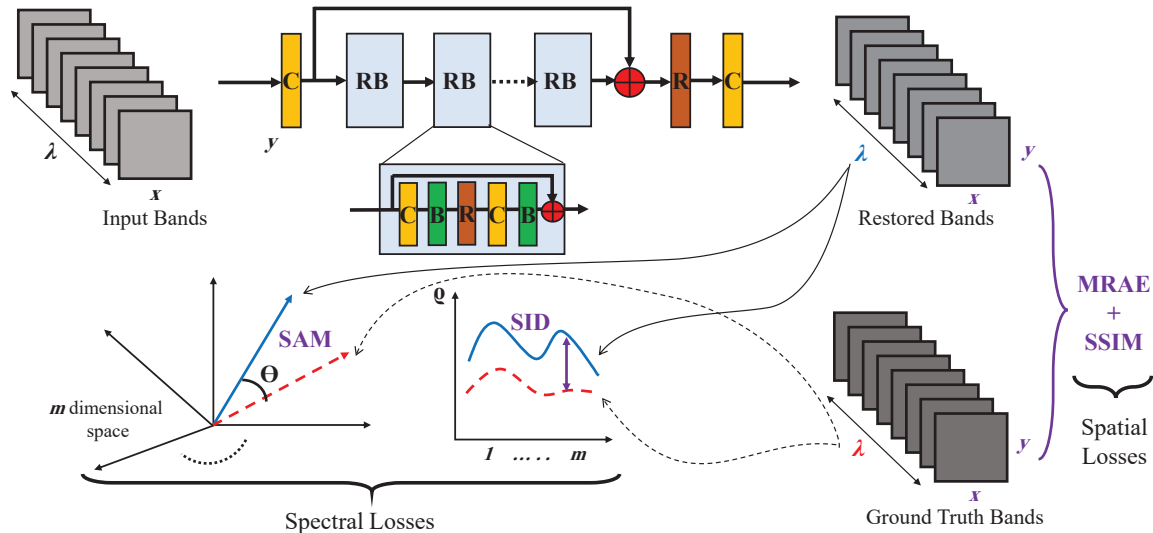 C
RB
RB
RB
R
C
y
λ
x
Input Bands
C
B
R
C
B
λ
y
x
Restored Bands
MRAE
+
SSIM
Spatial
Losses
SAM
Θ
m dimensional
space
ϱ
SID
1 ..... m
Spectral Losses
λ
y
x
Ground Truth Bands